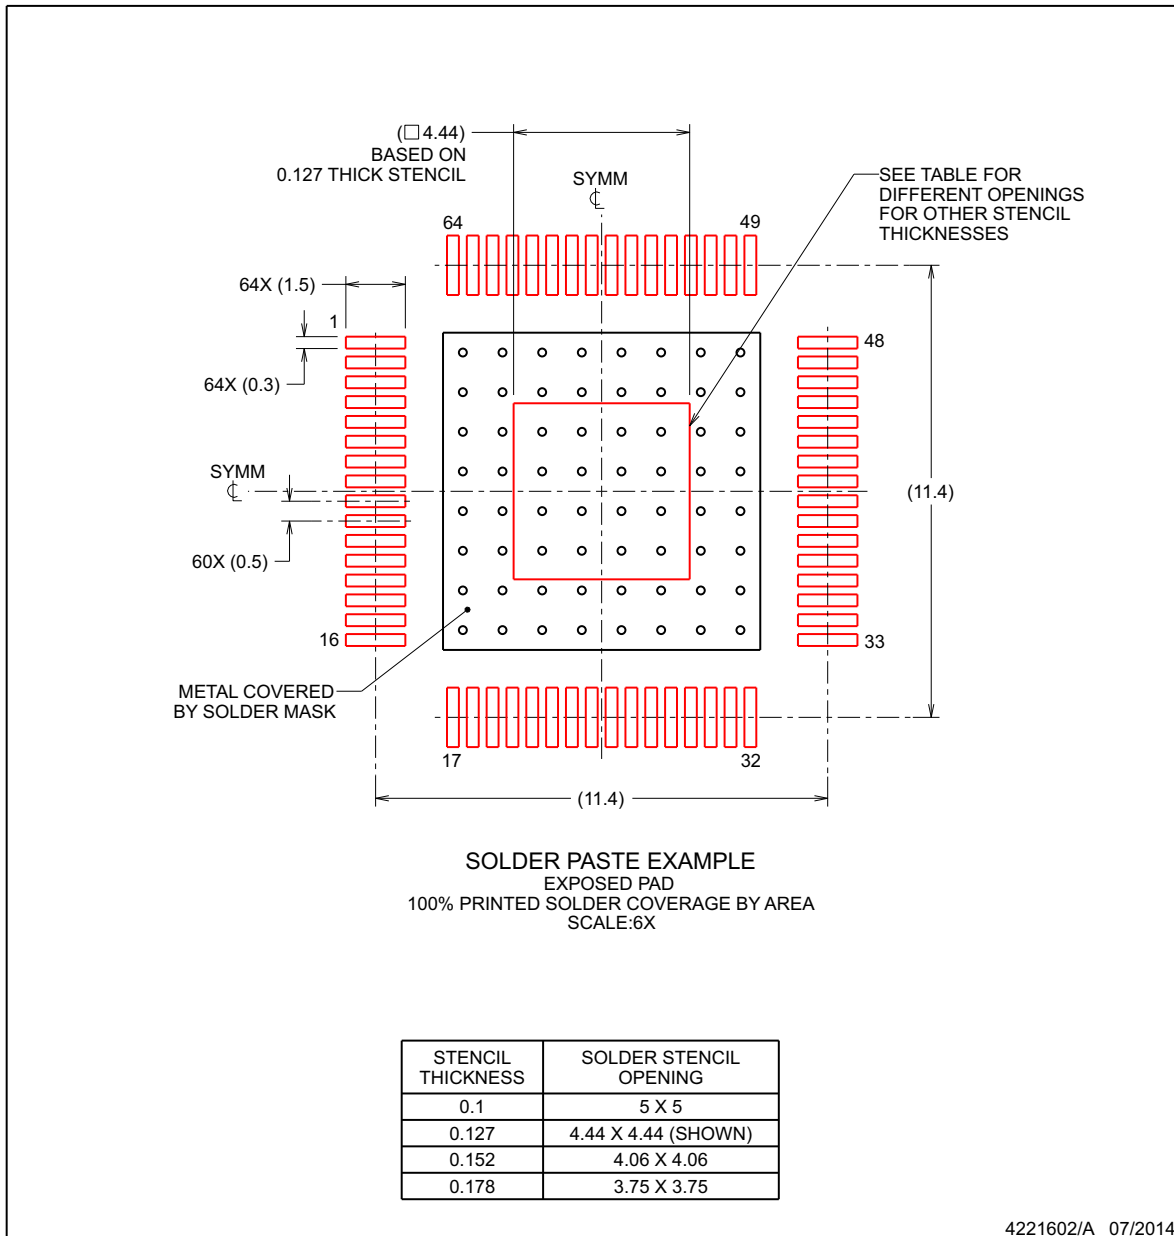 (□ 4.44)
BASED ON
0.127 THICK STENCIL
SYMM
℄
SEE TABLE FOR
DIFFERENT OPENINGS
FOR OTHER STENCIL
THICKNESSES
64
49
64X (1.5)
1
48
64X (0.3)
SYMM
℄
(11.4)
60X (0.5)
16
33
METAL COVERED
BY SOLDER MASK
17
32
(11.4)
SOLDER PASTE EXAMPLE
EXPOSED PAD
100% PRINTED SOLDER COVERAGE BY AREA
SCALE:6X
STENCIL THICKNESS | SOLDER STENCIL OPENING
0.1 | 5 X 5
0.127 | 4.44 X 4.44 (SHOWN)
0.152 | 4.06 X 4.06
0.178 | 3.75 X 3.75
4221602/A 07/2014